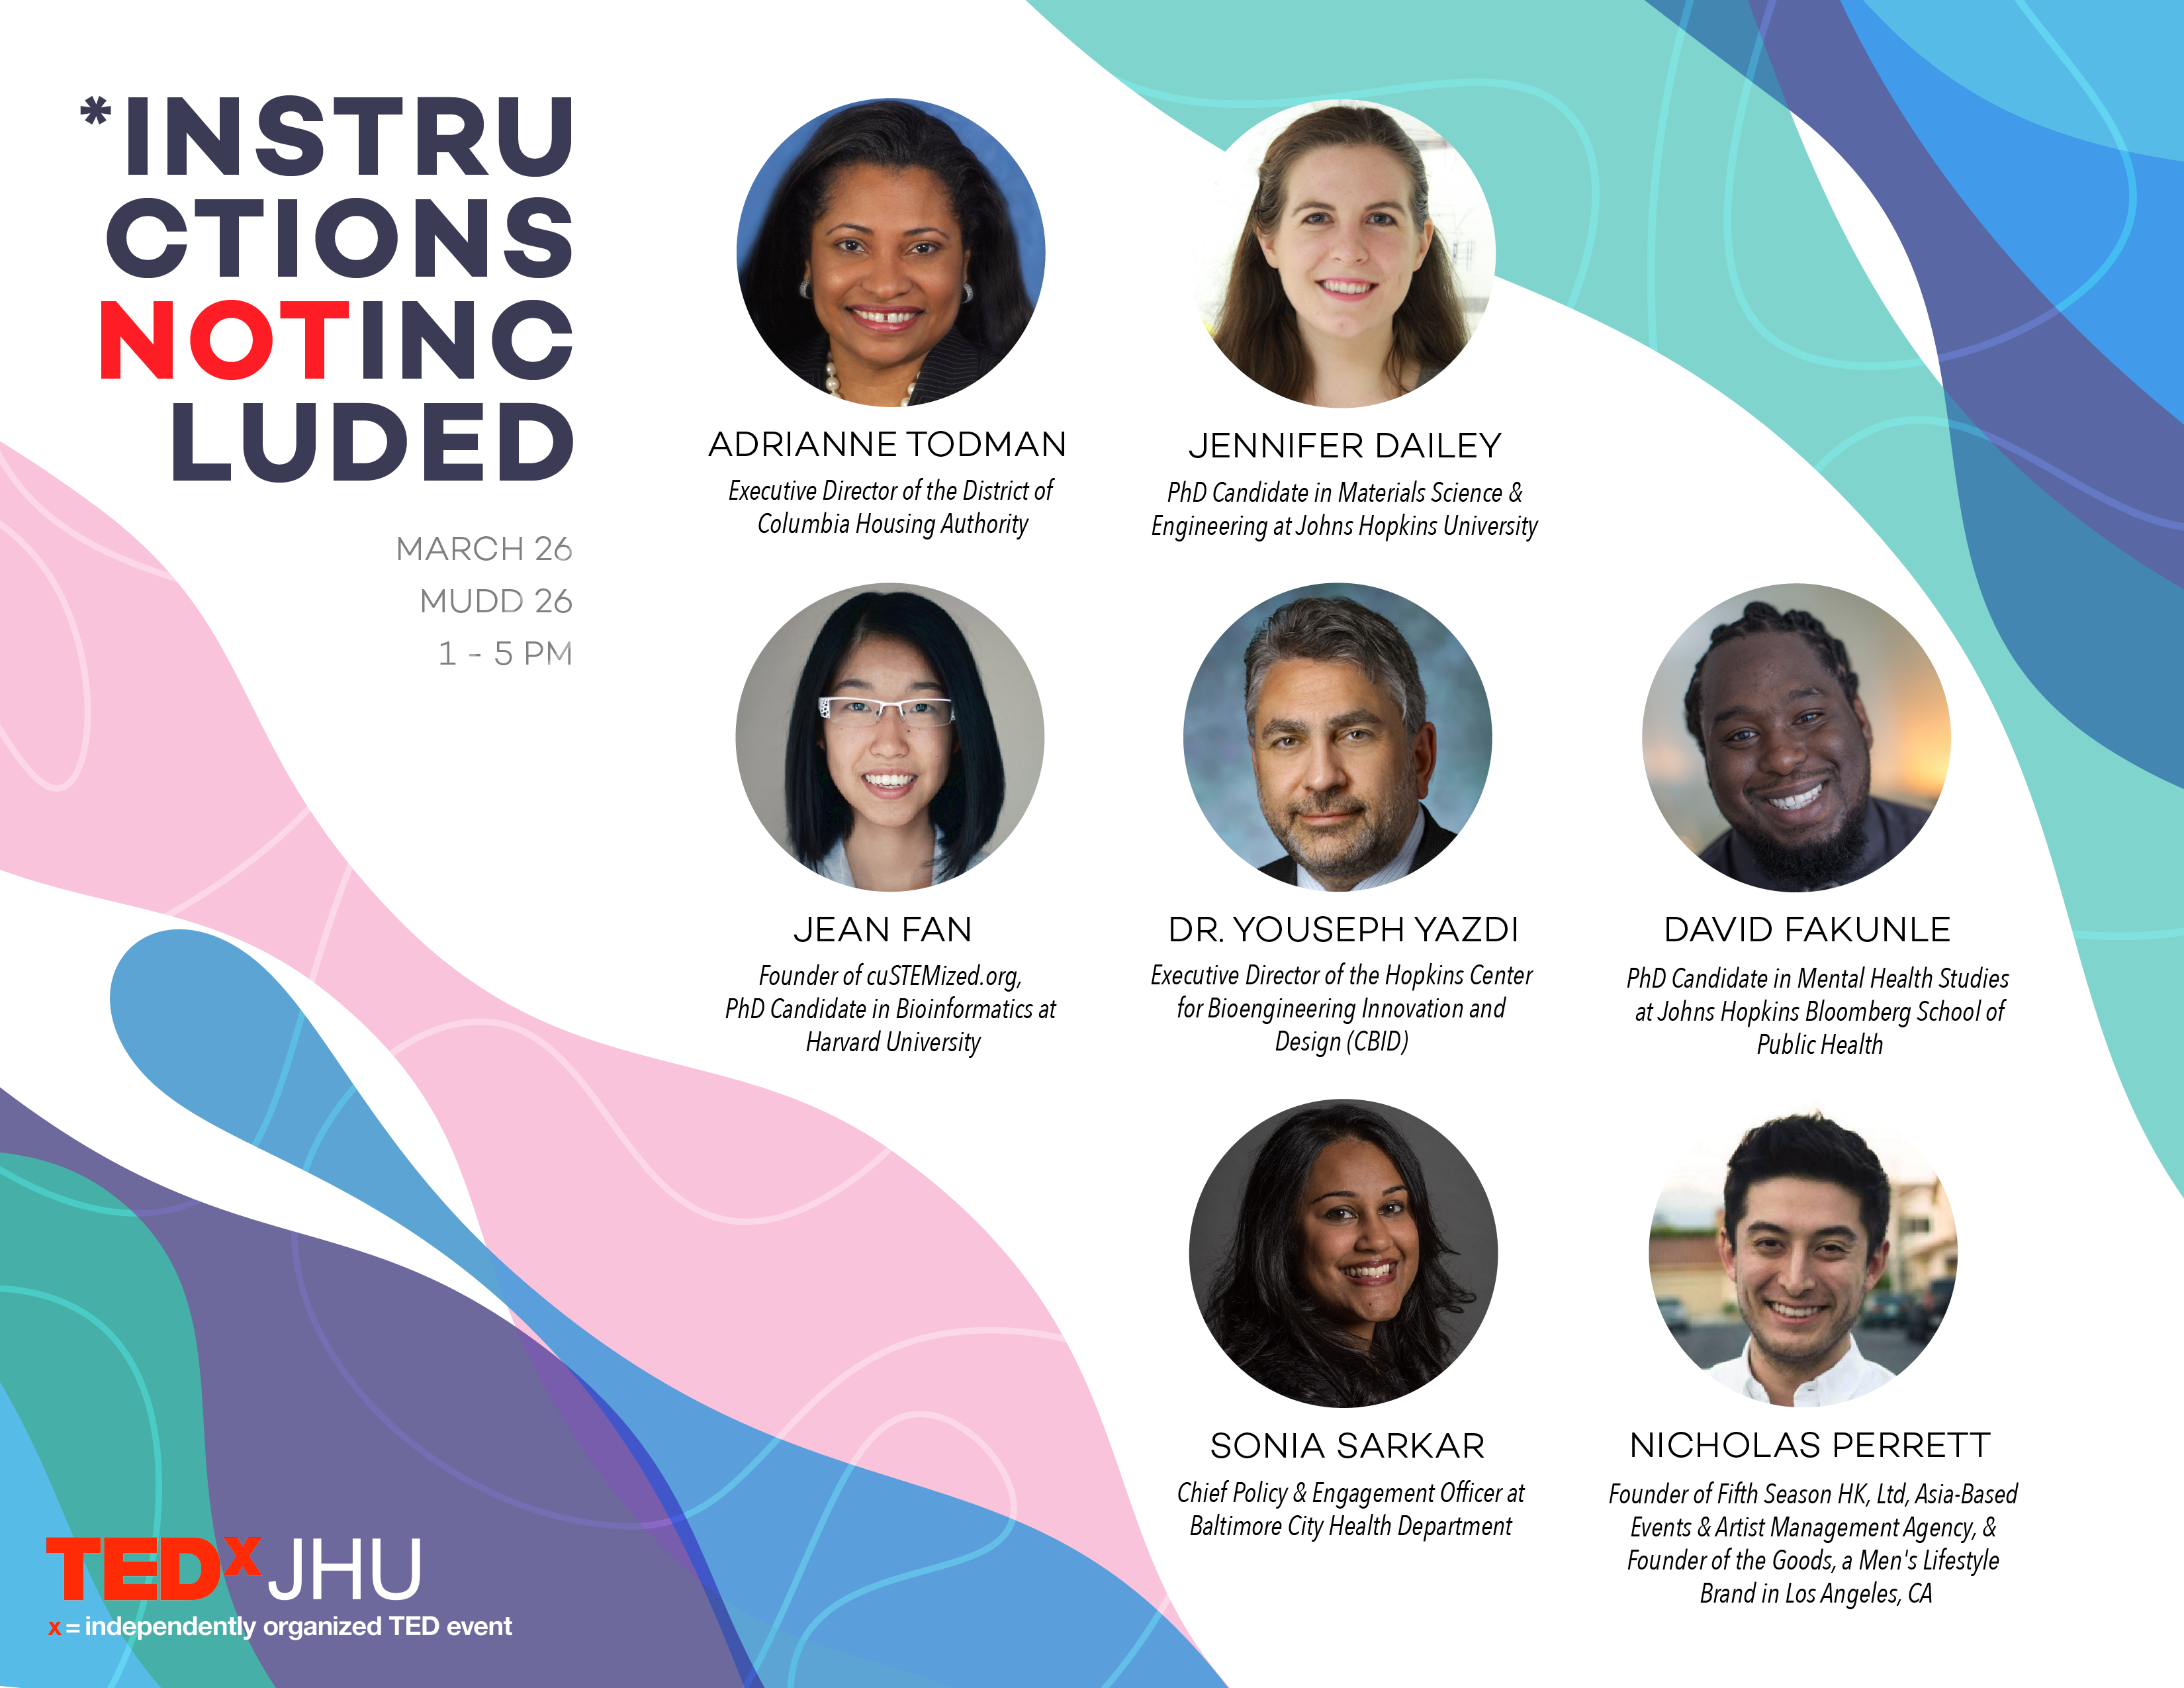 *INSTRU
CTIONS
NOTINC
LUDED
MARCH 26
MUDD 26
1 - 5 PM
ADRIANNE TODMAN
Executive Director of the District of
Columbia Housing Authority
JENNIFER DAILEY
PhD Candidate in Materials Science &
Engineering at Johns Hopkins University
JEAN FAN
Founder of cuSTEMized.org,
PhD Candidate in Bioinformatics at
Harvard University
DR. YOUSEPH YAZDI
Executive Director of the Hopkins Center
for Bioengineering Innovation and
Design (CBID)
DAVID FAKUNLE
PhD Candidate in Mental Health Studies
at Johns Hopkins Bloomberg School of
Public Health
SONIA SARKAR
Chief Policy & Engagement Officer at
Baltimore City Health Department
NICHOLAS PERRETT
Founder of Fifth Season HK, Ltd, Asia-Based
Events & Artist Management Agency, &
Founder of the Goods, a Men's Lifestyle
Brand in Los Angeles, CA
TEDxJHU
x = independently organized TED event